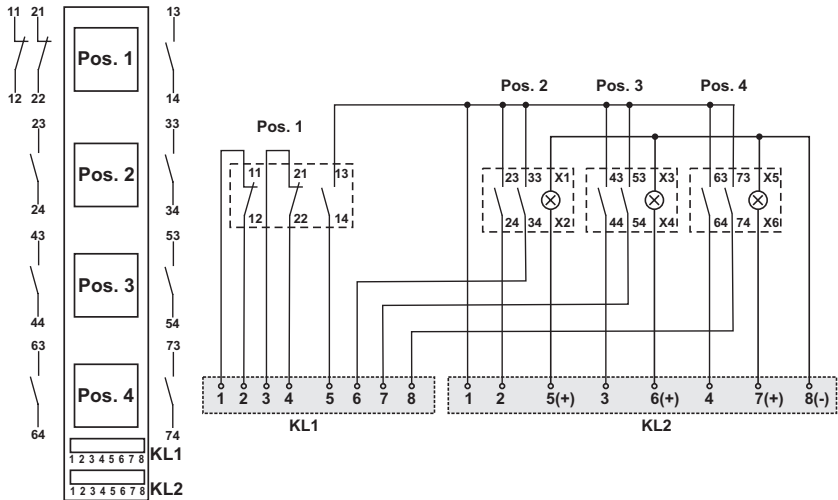 11 21 13
Pos. 1
12 22 14
23 33
Pos. 2
24 34
43 53
Pos. 3
44 54
63 73
Pos. 4
64 74
KL1
1 2 3 4 5 6 7 8
KL2
1 2 3 4 5 6 7 8
Pos. 2 Pos. 3 Pos. 4
Pos. 1
11 21 13
12 22 14
23 33 X1 43 53 X3 63 73 X5
24 34 X2 44 54 X4 64 74 X6
1 2 3 4 5 6 7 8
KL1
1 2 5(+) 3 6(+) 4 7(+) 8(-)
KL2